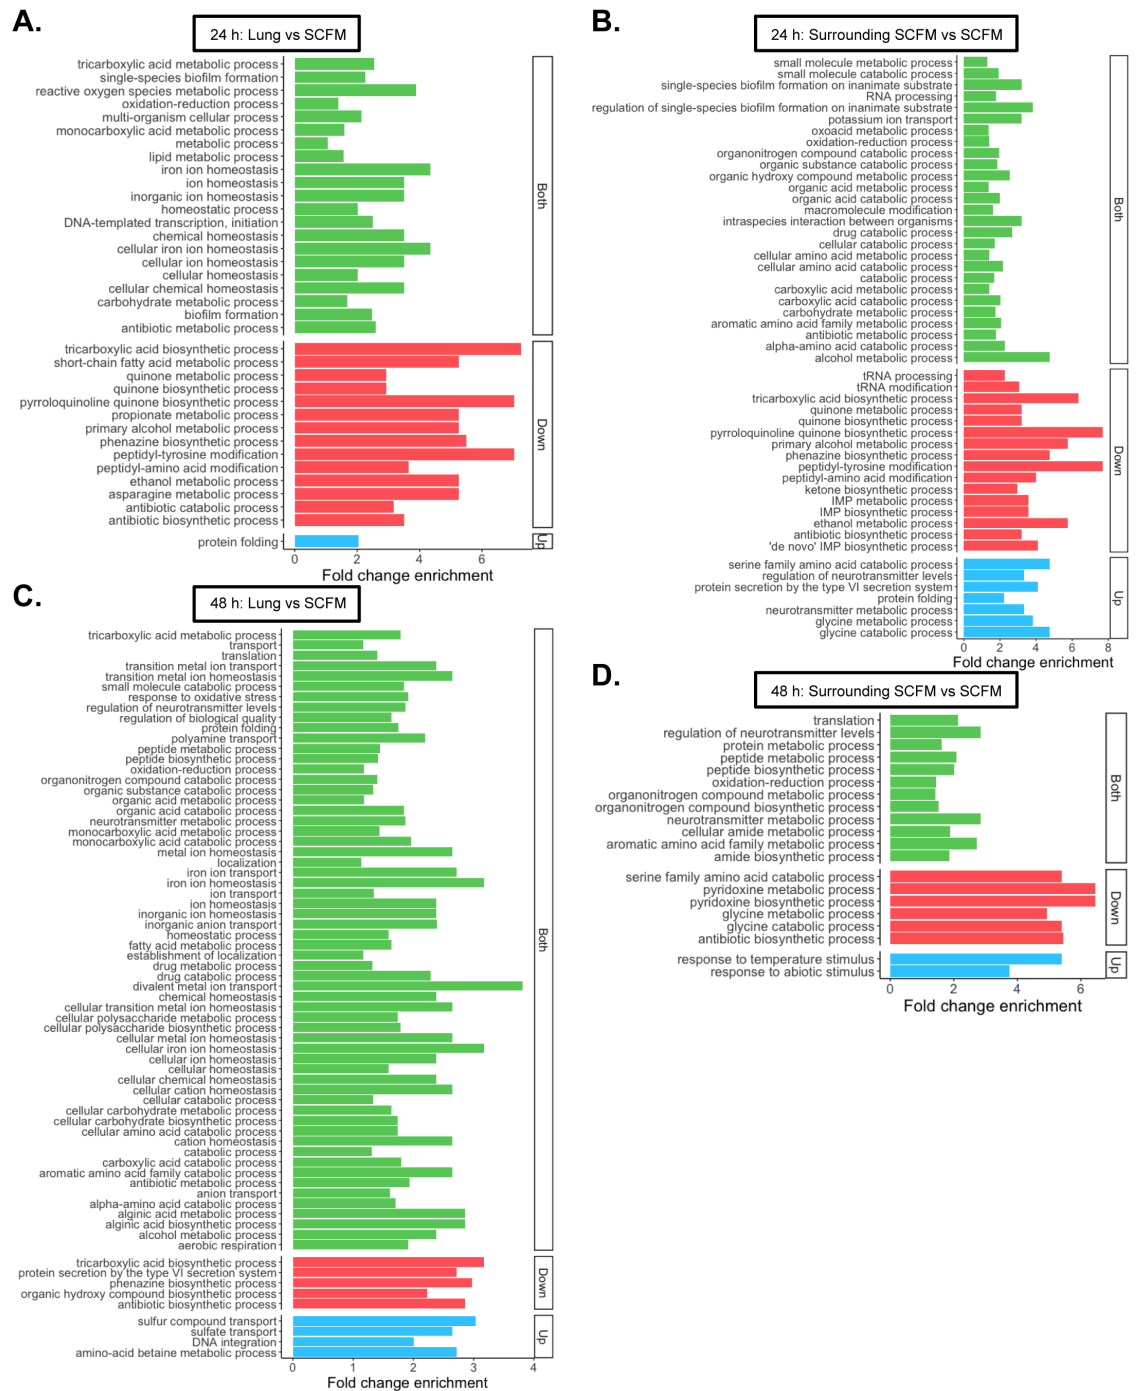 A.
24 h: Lung vs SCFM
tricarboxylic acid metabolic process
single-species biofilm formation
reactive oxygen species metabolic process
oxidation-reduction process
multi-organism cellular process
monocarboxylic acid metabolic process
metabolic process
lipid metabolic process
iron ion homeostasis
ion homeostasis
inorganic ion homeostasis
homeostatic process
DNA-templated transcription, initiation
chemical homeostasis
cellular iron ion homeostasis
cellular ion homeostasis
cellular homeostasis
cellular chemical homeostasis
carbohydrate metabolic process
biofilm formation
antibiotic metabolic process
Both
tricarboxylic acid biosynthetic process
short-chain fatty acid metabolic process
quinone metabolic process
quinone biosynthetic process
pyrroloquinoline quinone biosynthetic process
propionate metabolic process
primary alcohol metabolic process
phenazine biosynthetic process
peptidyl-tyrosine modification
peptidyl-amino acid modification
ethanol metabolic process
asparagine metabolic process
antibiotic catabolic process
antibiotic biosynthetic process
Down
protein folding
Up
0 2 4 6
Fold change enrichment
B.
24 h: Surrounding SCFM vs SCFM
small molecule metabolic process
small molecule catabolic process
single-species biofilm formation on inanimate substrate
RNA processing
regulation of single-species biofilm formation on inanimate substrate
potassium ion transport
oxoacid metabolic process
oxidation-reduction process
organonitrogen compound catabolic process
organic substance catabolic process
organic hydroxy compound metabolic process
organic acid metabolic process
organic acid catabolic process
macromolecule modification
intraspecies interaction between organisms
drug catabolic process
cellular catabolic process
cellular amino acid metabolic process
cellular amino acid catabolic process
catabolic process
carboxylic acid metabolic process
carboxylic acid catabolic process
carbohydrate metabolic process
aromatic amino acid family metabolic process
antibiotic metabolic process
alpha-amino acid catabolic process
alcohol metabolic process
Both
tRNA processing
tRNA modification
tricarboxylic acid biosynthetic process
quinone metabolic process
quinone biosynthetic process
pyrroloquinoline quinone biosynthetic process
primary alcohol metabolic process
phenazine biosynthetic process
peptidyl-tyrosine modification
peptidyl-amino acid modification
ketone biosynthetic process
IMP metabolic process
IMP biosynthetic process
ethanol metabolic process
antibiotic biosynthetic process
'de novo' IMP biosynthetic process
Down
serine family amino acid catabolic process
regulation of neurotransmitter levels
protein secretion by the type VI secretion system
protein folding
neurotransmitter metabolic process
glycine metabolic process
glycine catabolic process
Up
0 2 4 6 8
Fold change enrichment
C.
48 h: Lung vs SCFM
tricarboxylic acid metabolic process
transport
translation
transition metal ion transport
transition metal ion homeostasis
small molecule catabolic process
response to oxidative stress
regulation of neurotransmitter levels
regulation of biological quality
protein folding
polyamine transport
peptide metabolic process
peptide biosynthetic process
oxidation-reduction process
organonitrogen compound catabolic process
organic substance catabolic process
organic acid metabolic process
organic acid catabolic process
neurotransmitter metabolic process
monocarboxylic acid metabolic process
monocarboxylic acid catabolic process
metal ion homeostasis
localization
iron ion transport
iron ion homeostasis
ion transport
ion homeostasis
inorganic ion homeostasis
inorganic anion transport
homeostatic process
fatty acid metabolic process
establishment of localization
drug metabolic process
drug catabolic process
divalent metal ion transport
chemical homeostasis
cellular transition metal ion homeostasis
cellular polysaccharide metabolic process
cellular polysaccharide biosynthetic process
cellular metal ion homeostasis
cellular iron ion homeostasis
cellular ion homeostasis
cellular homeostasis
cellular chemical homeostasis
cellular cation homeostasis
cellular catabolic process
cellular carbohydrate metabolic process
cellular carbohydrate biosynthetic process
cellular amino acid catabolic process
cation homeostasis
catabolic process
carboxylic acid catabolic process
aromatic amino acid family catabolic process
antibiotic metabolic process
anion transport
alpha-amino acid catabolic process
alginic acid metabolic process
alginic acid biosynthetic process
alcohol metabolic process
aerobic respiration
Both
tricarboxylic acid biosynthetic process
protein secretion by the type VI secretion system
phenazine biosynthetic process
organic hydroxy compound biosynthetic process
antibiotic biosynthetic process
Down
sulfur compound transport
sulfate transport
DNA integration
amino-acid betaine metabolic process
Up
0 1 2 3 4
Fold change enrichment
D.
48 h: Surrounding SCFM vs SCFM
translation
regulation of neurotransmitter levels
protein metabolic process
peptide metabolic process
peptide biosynthetic process
oxidation-reduction process
organonitrogen compound metabolic process
organonitrogen compound biosynthetic process
neurotransmitter metabolic process
cellular amide metabolic process
aromatic amino acid family metabolic process
amide biosynthetic process
Both
serine family amino acid catabolic process
pyridoxine metabolic process
pyridoxine biosynthetic process
glycine metabolic process
glycine catabolic process
antibiotic biosynthetic process
Down
response to temperature stimulus
response to abiotic stimulus
Up
0 2 4 6
Fold change enrichment